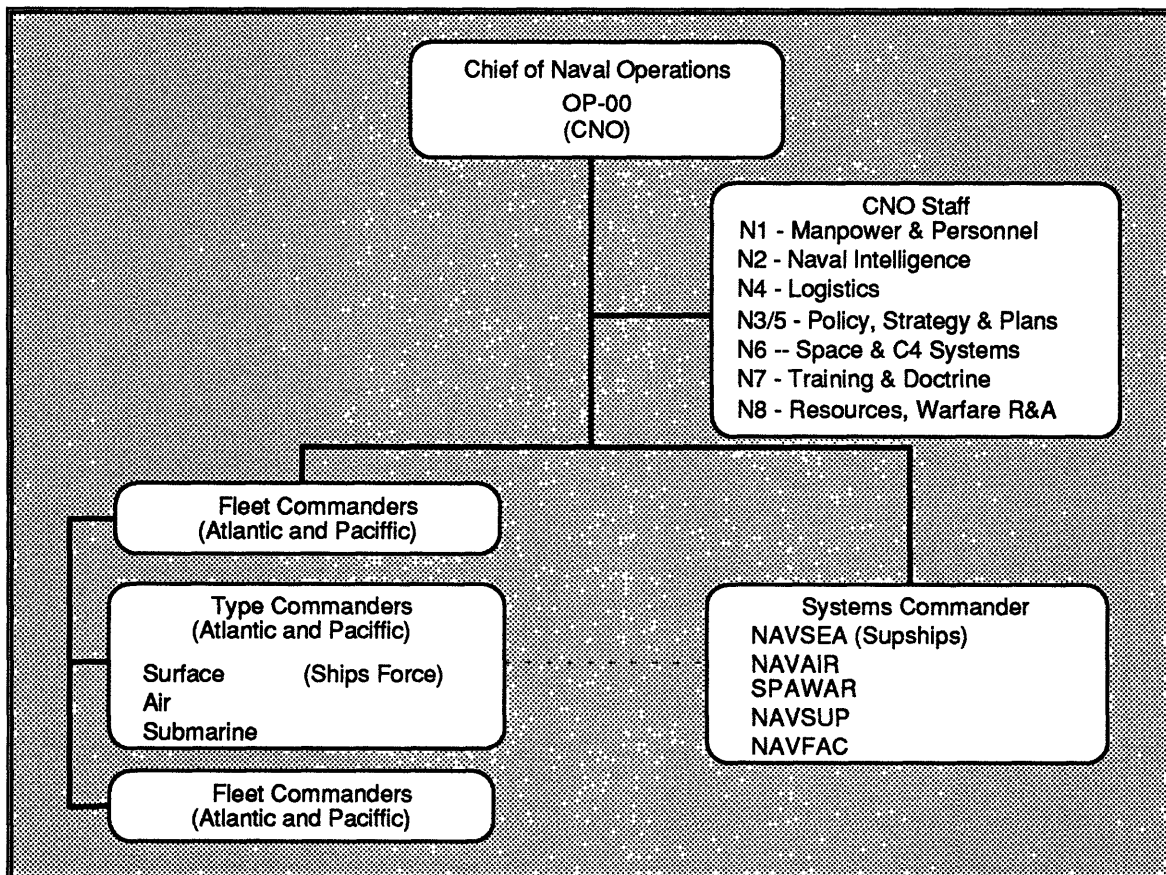 Chief of Naval Operations
OP-00
(CNO)
CNO Staff
N1 - Manpower & Personnel
N2 - Naval Intelligence
N4 - Logistics
N3/5 - Policy, Strategy & Plans
N6 -- Space & C4 Systems
N7 - Training & Doctrine
N8 - Resources, Warfare R&A
Fleet Commanders
(Atlantic and Paciffic)
Type Commanders
(Atlantic and Paciffic)
Surface (Ships Force)
Air
Submarine
Fleet Commanders
(Atlantic and Paciffic)
Systems Commander
NAVSEA (Supships)
NAVAIR
SPAWAR
NAVSUP
NAVFAC